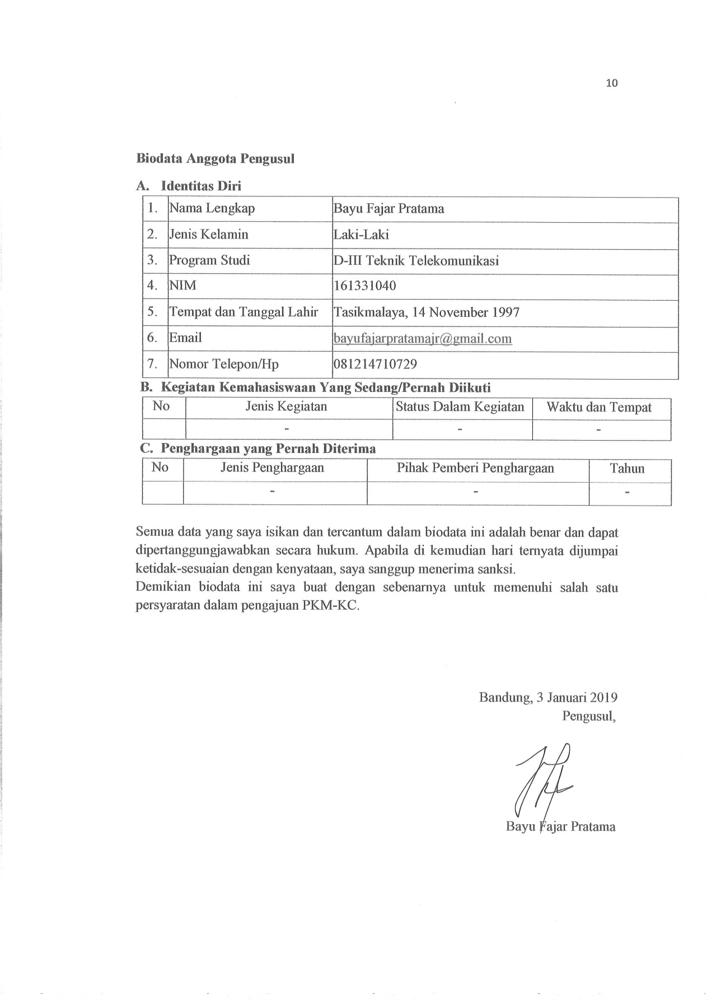 10
Biodata Anggota Pengusul
A. Identitas Diri
1. Nama Lengkap Bayu Fajar Pratama
2. Jenis Kelamin Laki-Laki
3. Program Studi D-III Teknik Telekomunikasi
4. NIM 161331040
5. Tempat dan Tanggal Lahir Tasikmalaya, 14 November 1997
6. Email bayufajarpratamajr@gmail.com
7. Nomor Telepon/Hp 081214710729
B. Kegiatan Kemahasiswaan Yang Sedang/Pernah Diikuti
No Jenis Kegiatan Status Dalam Kegiatan Waktu dan Tempat
- - -
C. Penghargaan yang Pernah Diterima
No Jenis Penghargaan Pihak Pemberi Penghargaan Tahun
- - -
Semua data yang saya isikan dan tercantum dalam biodata ini adalah benar dan dapat
dipertanggungjawabkan secara hukum. Apabila di kemudian hari ternyata dijumpai
ketidak-sesuaian dengan kenyataan, saya sanggup menerima sanksi.
Demikian biodata ini saya buat dengan sebenarnya untuk memenuhi salah satu
persyaratan dalam pengajuan PKM-KC.
Bandung, 3 Januari 2019
Pengusul,
Bayu Fajar Pratama